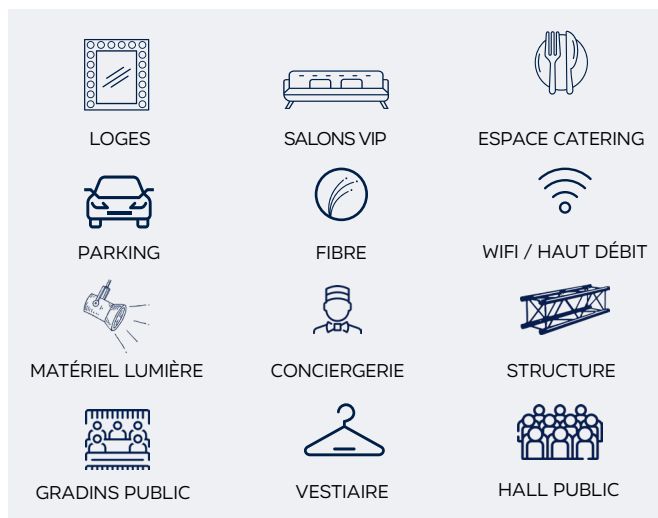 LOGES
SALONS VIP
ESPACE CATERING
PARKING
FIBRE
WIFI / HAUT DÉBIT
MATÉRIEL LUMIÈRE
CONCIERGERIE
STRUCTURE
GRADINS PUBLIC
VESTIAIRE
HALL PUBLIC